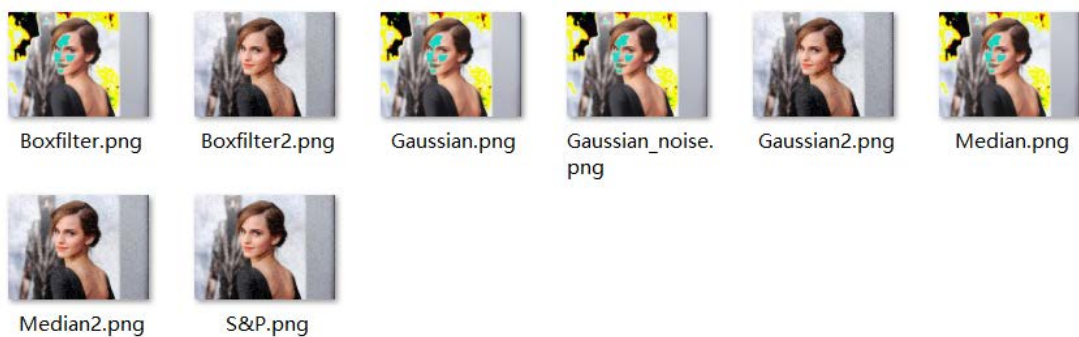 Boxfilter.png
Boxfilter2.png
Gaussian.png
Gaussian_noise.
png
Gaussian2.png
Median.png
Median2.png
S&P.png